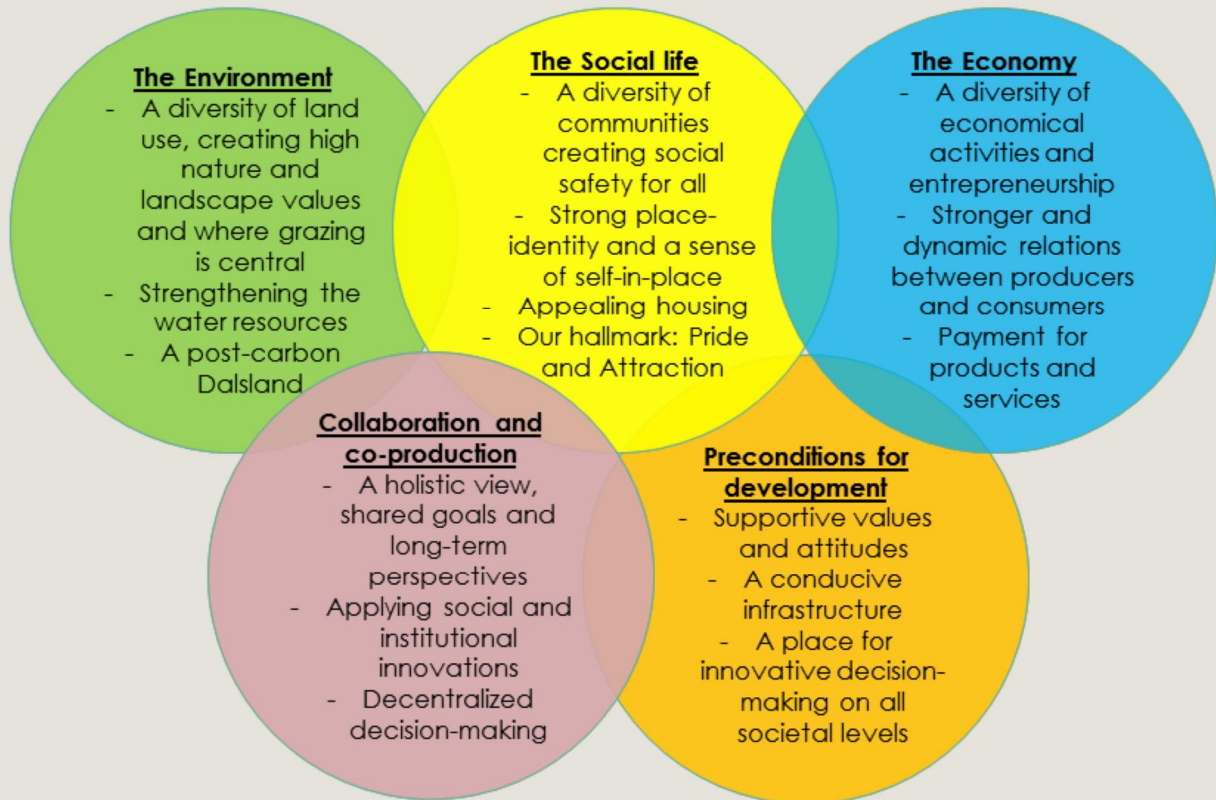 The Environment
- A diversity of land
use, creating high
nature and
landscape values
and where grazing
is central
- Strengthening the
water resources
- A post-carbon
Dalsland
The Social life
- A diversity of
communities
creating social
safety for all
- Strong place-
identity and a sense
of self-in-place
- Appealing housing
- Our hallmark: Pride
and Attraction
The Economy
- A diversity of
economical
activities and
entrepreneurship
- Stronger and
dynamic relations
between producers
and consumers
- Payment for
products and
services
Collaboration and
co-production
- A holistic view,
shared goals and
long-term
perspectives
- Applying social and
institutional
innovations
- Decentralized
decision-making
Preconditions for
development
- Supportive values
and attitudes
- A conducive
infrastructure
- A place for
innovative decision-
making on all
societal levels